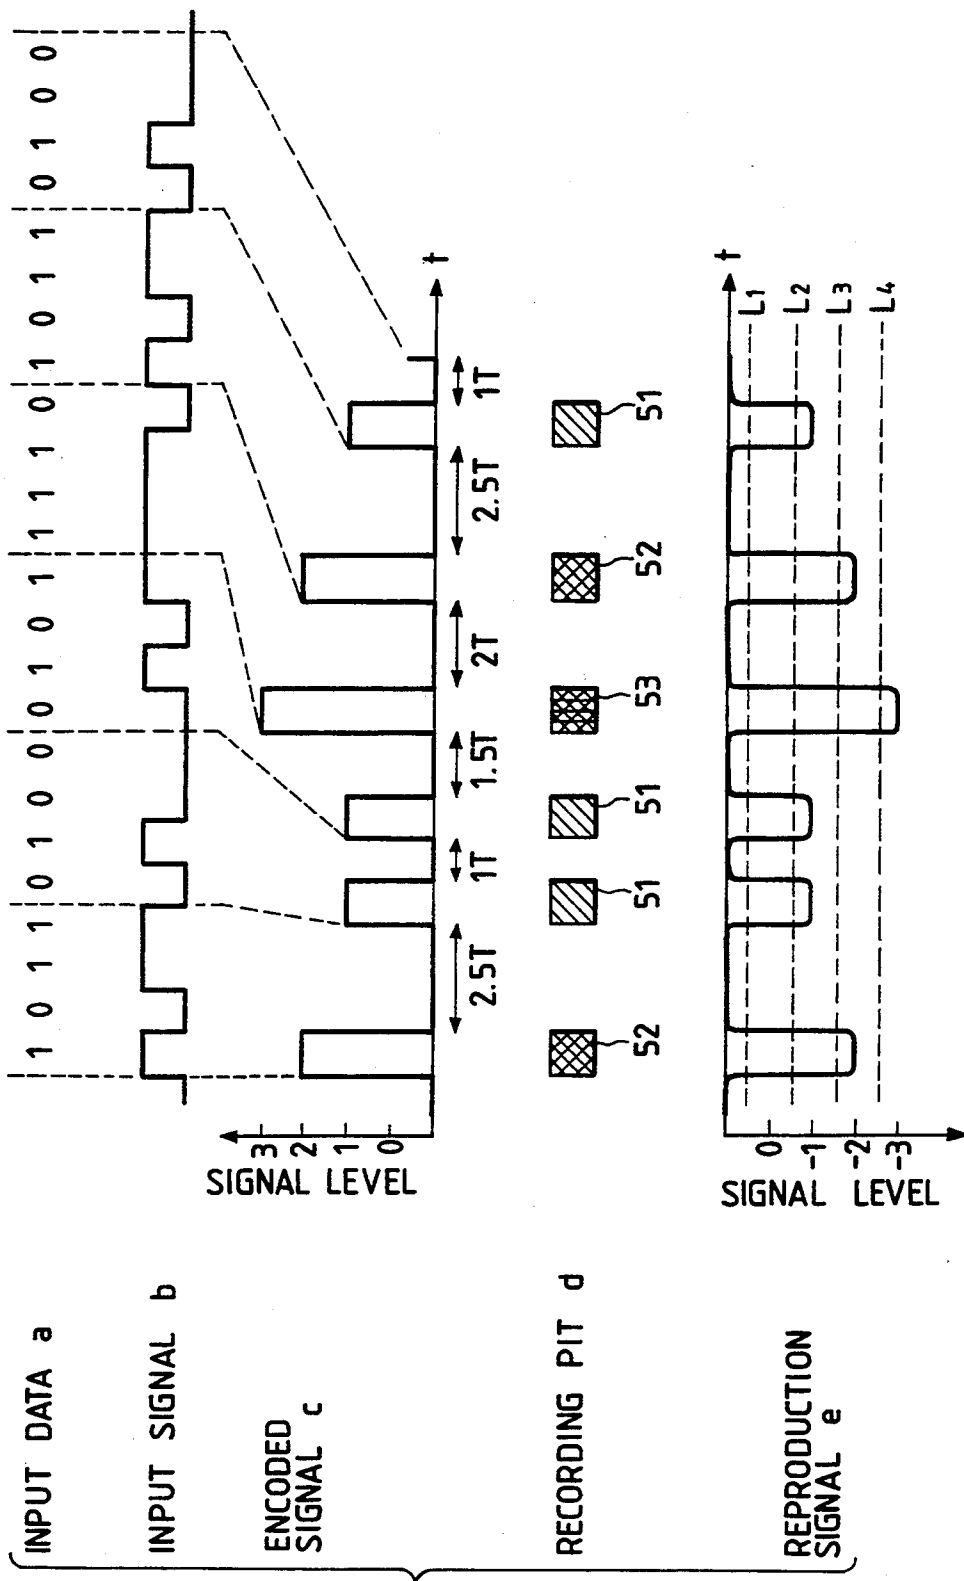 INPUT DATA a 1 0 1 1 0 1 0 0 0 1 0 1 1 1 1 0 1 0 1 1 0 1 0 0
INPUT SIGNAL b
ENCODED
SIGNAL c
3
2
1
0
SIGNAL LEVEL
t
2.5T 1T 1.5T 2T 2.5T 1T
RECORDING PIT d
52 51 51 53 52 51
REPRODUCTION
SIGNAL e
t
L1
L2
L3
L4
0
-1
-2
-3
SIGNAL LEVEL